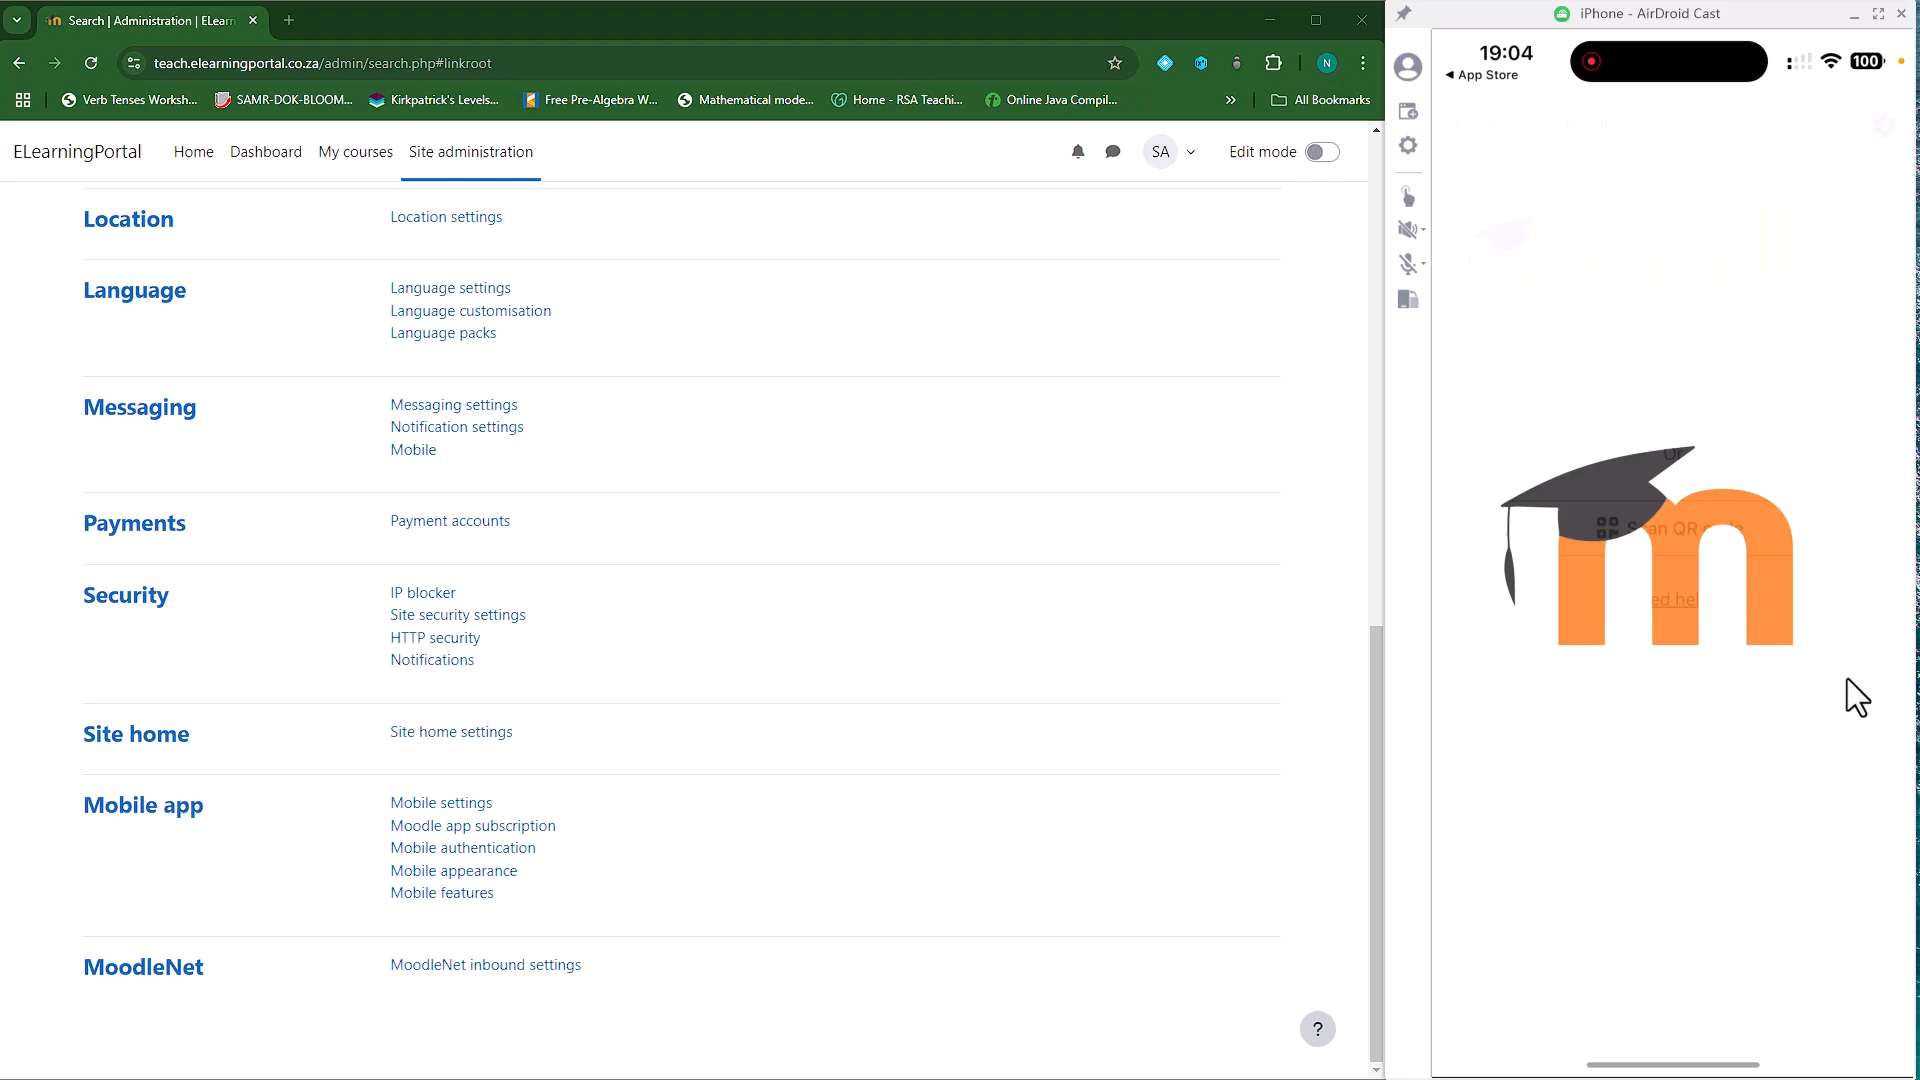 Search | Administration | ELearn
teach.elearningportal.co.za/admin/search.php#linkroot
N
Verb Tenses Worksh...
SAMR-DOK-BLOOM...
Kirkpatrick's Levels...
Free Pre-Algebra W...
Mathematical mode...
Home - RSA Teachi...
Online Java Compil...
All Bookmarks
ELearningPortal
Home
Dashboard
My courses
Site administration
SA
Edit mode
Location
Location settings
Language
Language settings
Language customisation
Language packs
Messaging
Messaging settings
Notification settings
Mobile
Payments
Payment accounts
Security
IP blocker
Site security settings
HTTP security
Notifications
Site home
Site home settings
Mobile app
Mobile settings
Moodle app subscription
Mobile authentication
Mobile appearance
Mobile features
MoodleNet
MoodleNet inbound settings
?
iPhone - AirDroid Cast
19:04
App Store
100
Or
QR